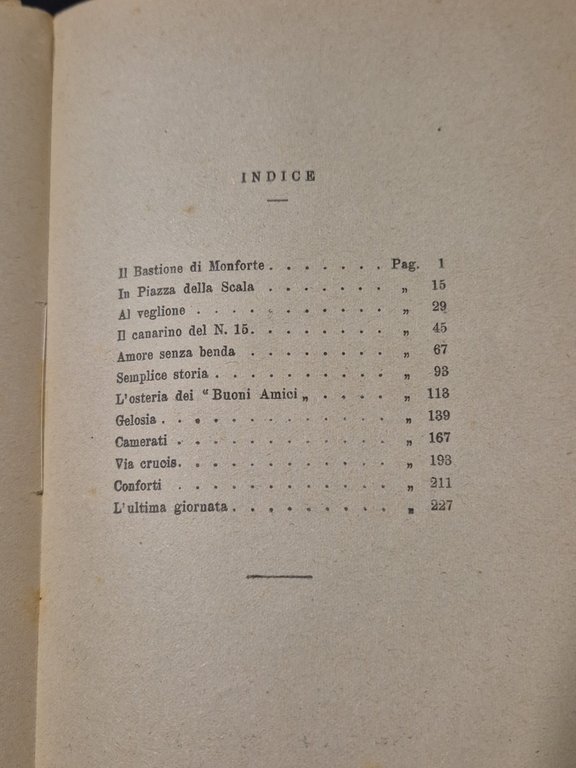 INDICE
Il Bastione di Monforte . . . . . . . Pag. 1
In Piazza della Scala . . . . . . . „ 15
Al veglione . . . . . . . . . . . „ 29
Il canarino del N. 15. . . . . . . . „ 45
Amore senza benda . . . . . . . . „ 67
Semplice storia . . . . . . . . . . „ 93
L'osteria dei “Buoni Amici„ . . . . „ 113
Gelosia . . . . . . . . . . . . „ 139
Camerati . . . . . . . . . . . . „ 167
Via crucis. . . . . . . . . . . . „ 193
Conforti . . . . . . . . . . . . „ 211
L'ultima giornata . . . . . . . . . „ 227